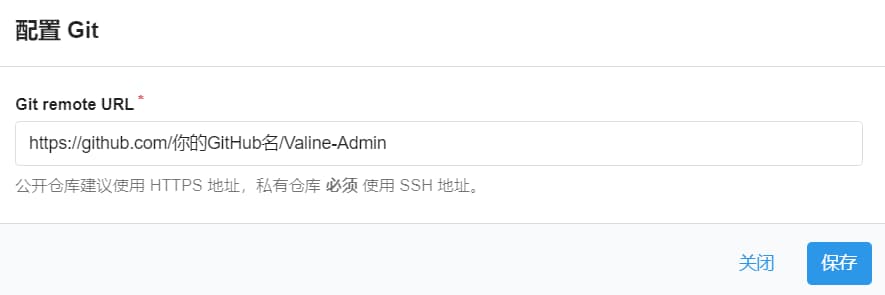 配置 Git
Git remote URL *
https://github.com/你的GitHub名/Valine-Admin
公开仓库建议使用 HTTPS 地址，私有仓库 必须 使用 SSH 地址。
关闭 保存